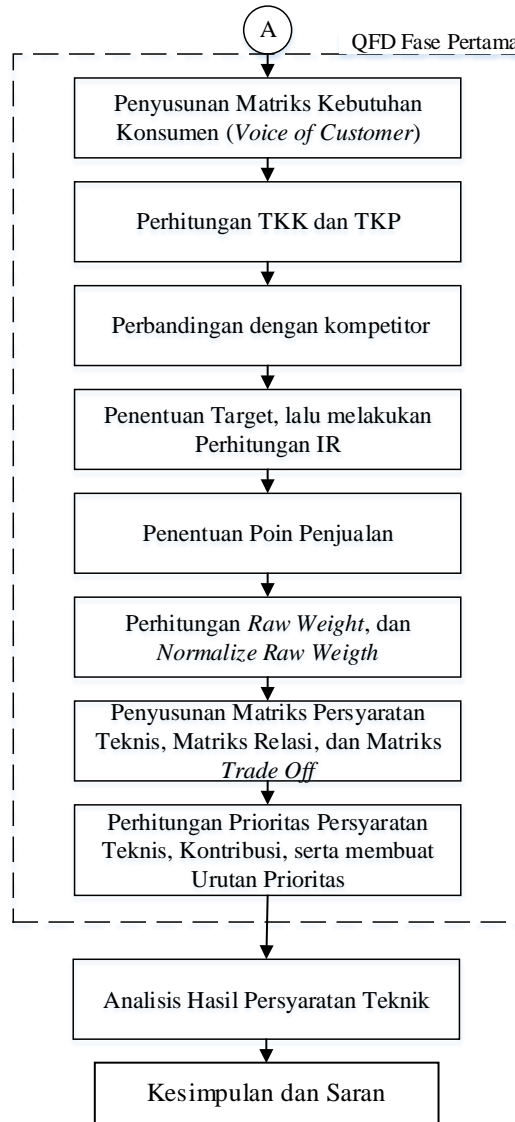 A
QFD Fase Pertama
Penyusunan Matriks Kebutuhan
Konsumen (Voice of Customer)
Perhitungan TKK dan TKP
Perbandingan dengan kompetitor
Penentuan Target, lalu melakukan
Perhitungan IR
Penentuan Poin Penjualan
Perhitungan Raw Weight, dan
Normalize Raw Weigth
Penyusunan Matriks Persyaratan
Teknis, Matriks Relasi, dan Matriks
Trade Off
Perhitungan Prioritas Persyaratan
Teknis, Kontribusi, serta membuat
Urutan Prioritas
Analisis Hasil Persyaratan Teknik
Kesimpulan dan Saran